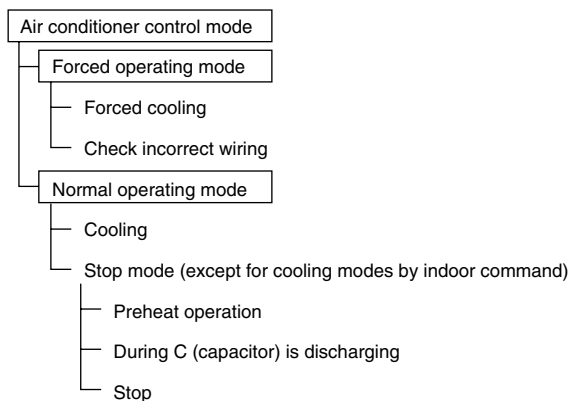 Air conditioner control mode
Forced operating mode
Forced cooling
Check incorrect wiring
Normal operating mode
Cooling
Stop mode (except for cooling modes by indoor command)
Preheat operation
During C (capacitor) is discharging
Stop